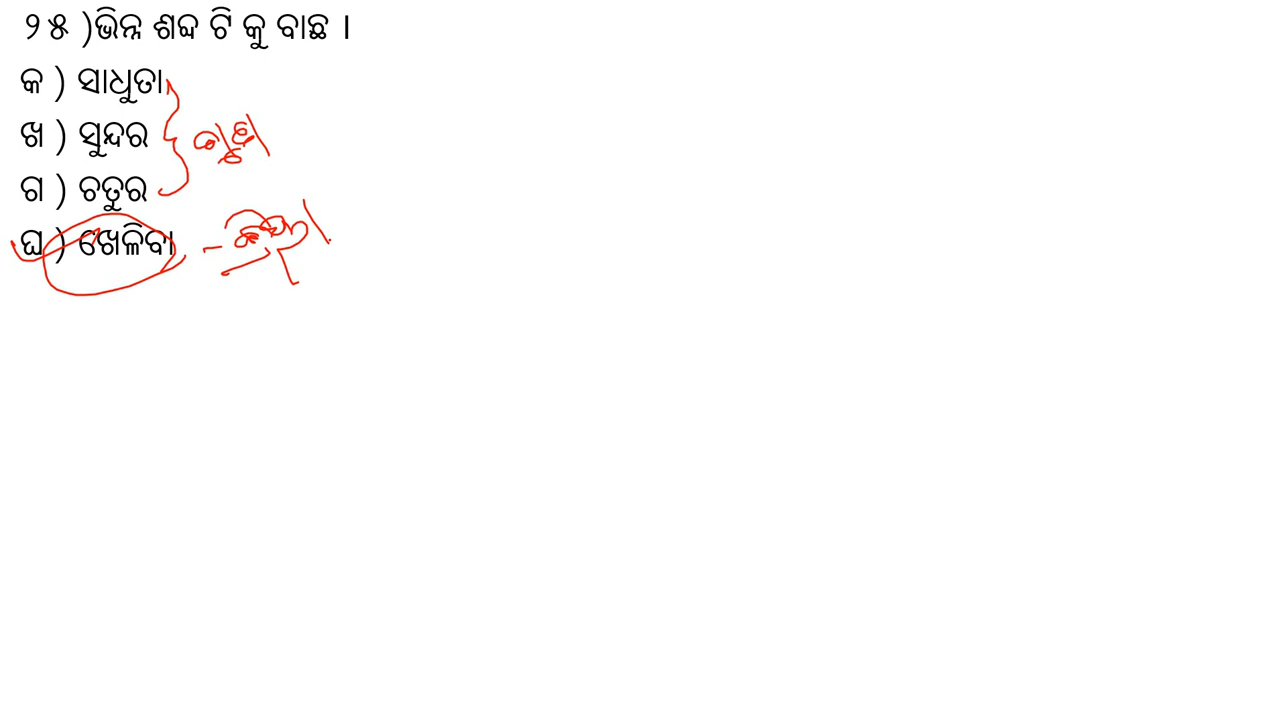 ୨୫ )ଭିନ୍ନ ଶବ୍ଦ ଟି କୁ ବାଛ ।
କ ) ସାଧୁତା
ଖ ) ସୁନ୍ଦର
ଗ ) ଚତୁର
ଘ ) ଖେଳିବା